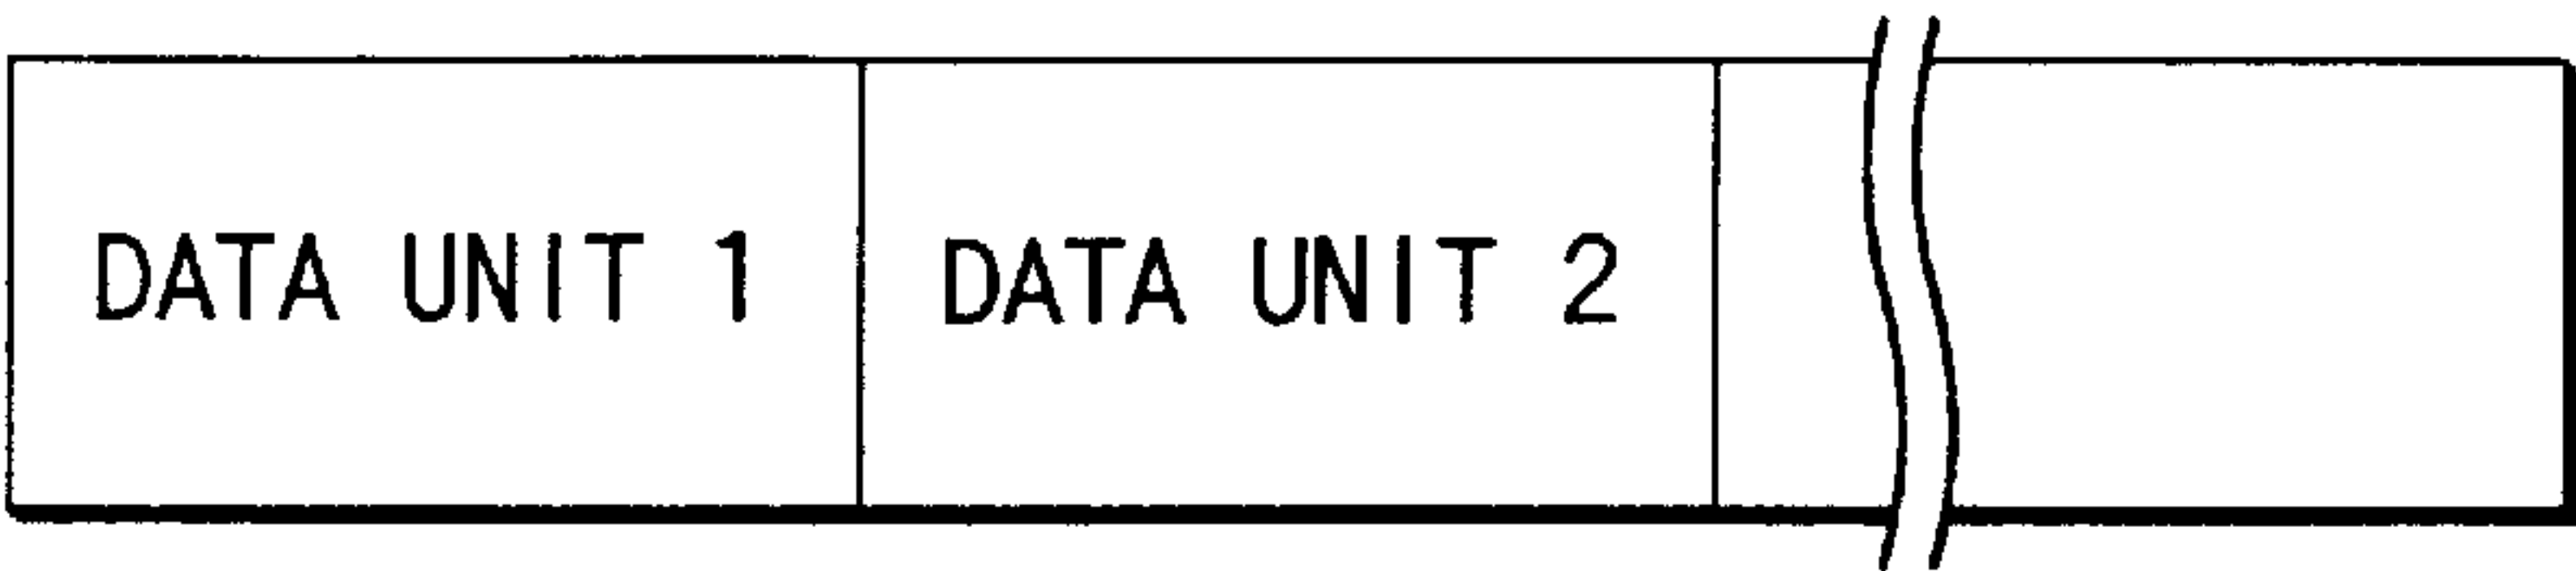 DATA UNIT 1 DATA UNIT 2